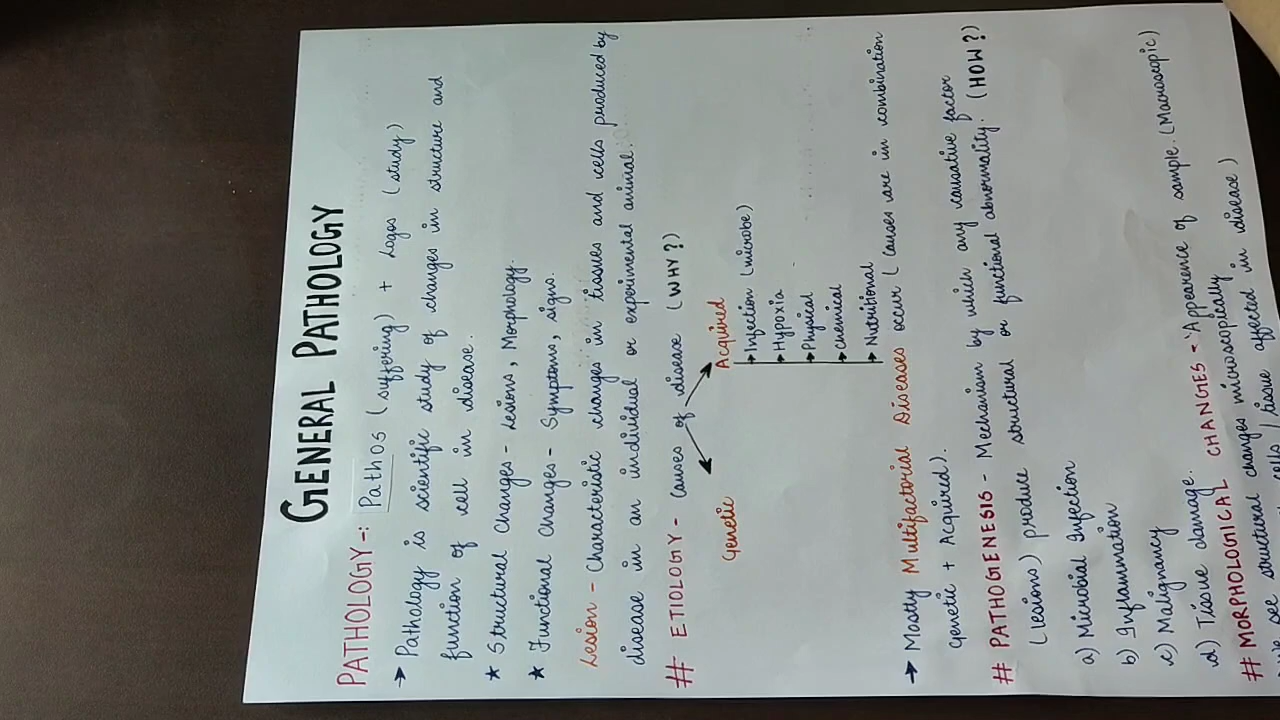 GENERAL PATHOLOGY
PATHOLOGY-: Pathos (suffering) + Logos (study)
→ Pathology is scientific study of changes in structure and
function of cell in disease.
★ Structural Changes - Lesions, Morphology.
★ Functional Changes - Symptoms, signs.
Lesion - Characteristic changes in tissues and cells produced by
disease in an individual or experimental animal.
# ETIOLOGY - Causes of disease (WHY?)
Genetic Acquired
→ Infection (microbe)
→ Hypoxia
→ Physical
→ chemical
→ Nutritional
→ Mostly Multifactorial Diseases occur (Causes are in combination
Genetic + Acquired).
# PATHOGENESIS - Mechanism by which any causative factor
(lesions) produce structural or functional abnormality. (HOW?)
a) Microbial Infection
b) Inflammation
c) Malignancy
d) Tissue damage.
# MORPHOLOGICAL CHANGES - 'Appearence of sample. (Macroscopic)
see structural changes microscopically
cells / tissue affected in disease)